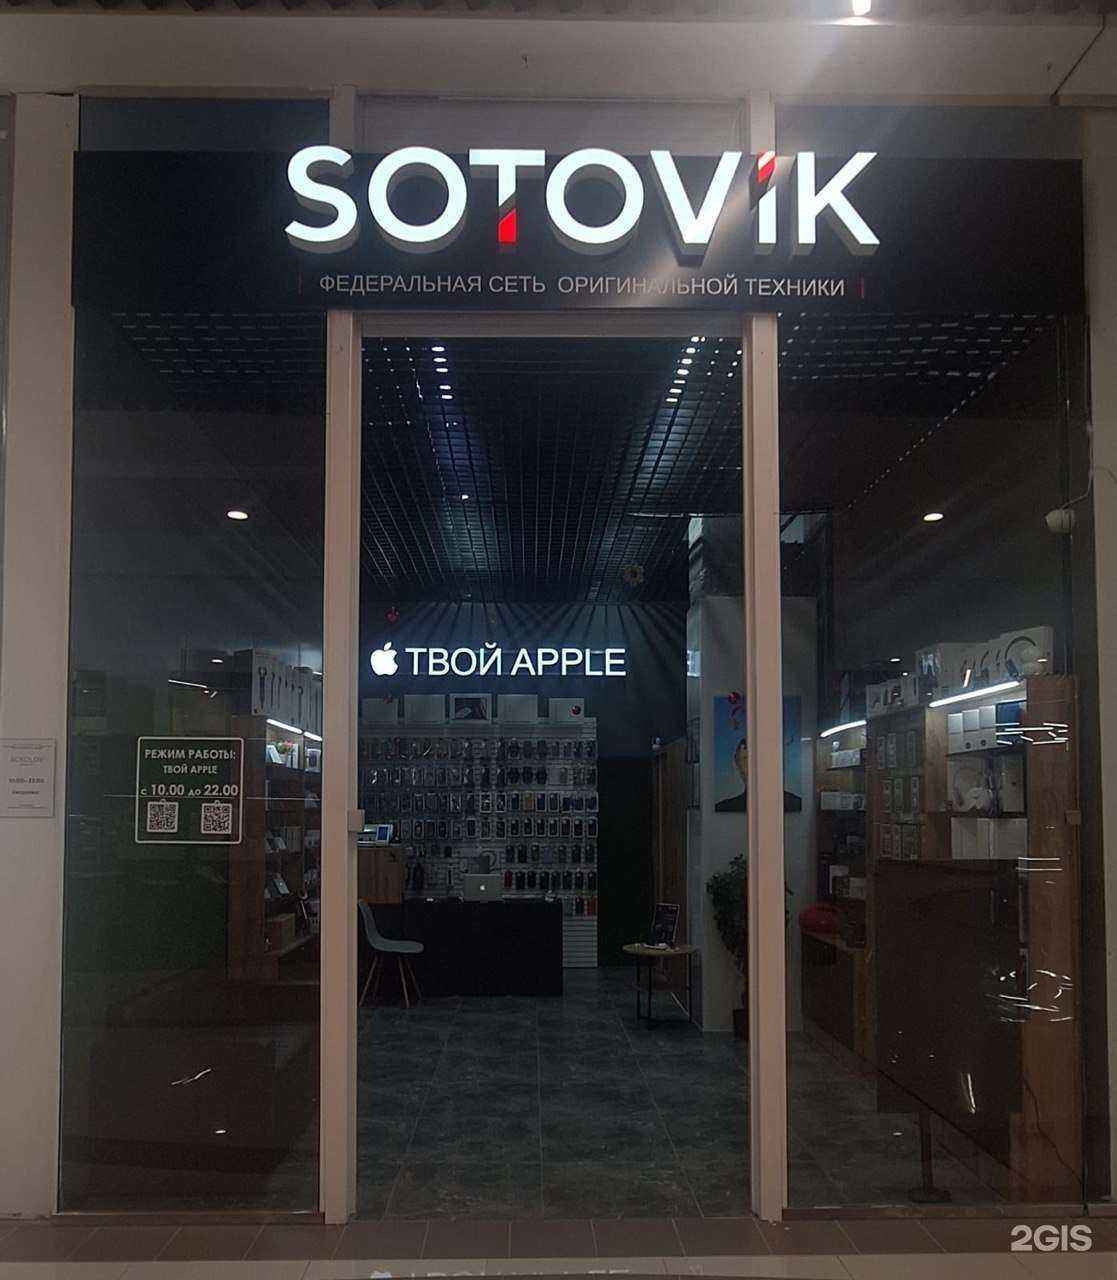 SOTOVIK
ФЕДЕРАЛЬНАЯ СЕТЬ ОРИГИНАЛЬНОЙ ТЕХНИКИ
ТВОЙ APPLE
РЕЖИМ РАБОТЫ:
ТВОЙ APPLE
с 10.00 до 22.00
2GIS